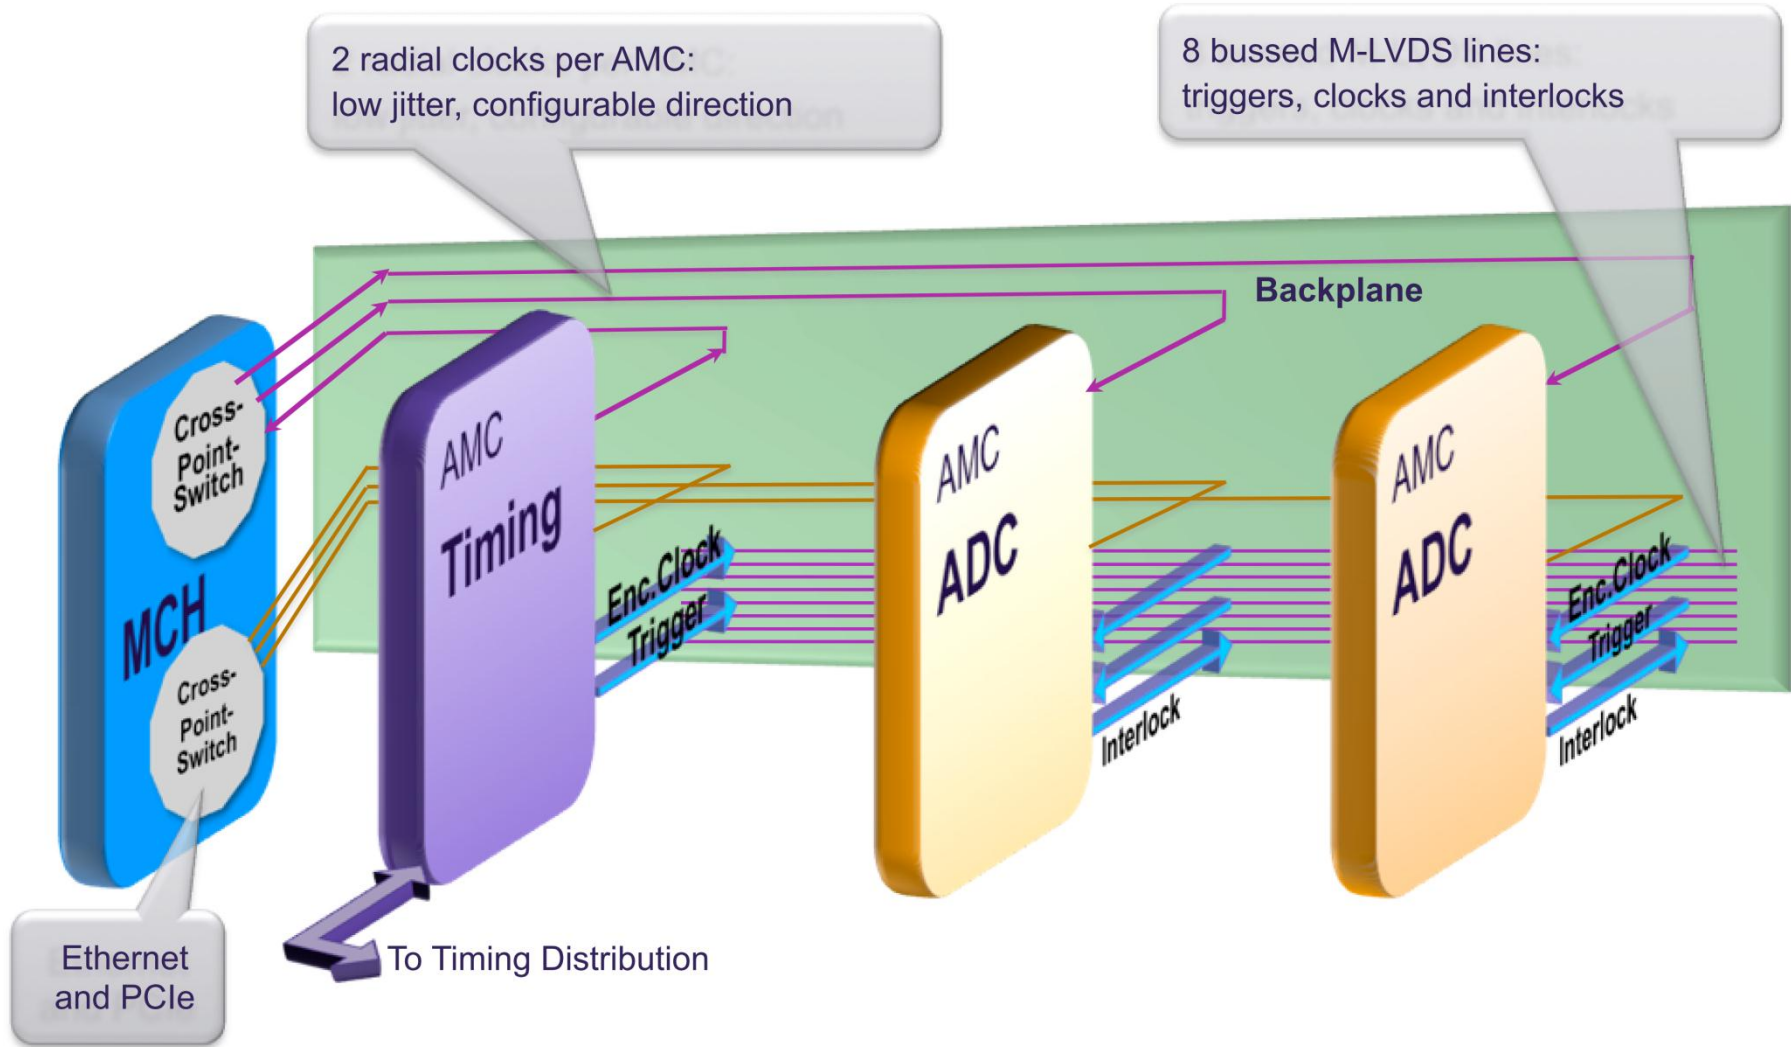 2 radial clocks per AMC:
low jitter, configurable direction
8 bussed M-LVDS lines:
triggers, clocks and interlocks
Backplane
Cross-
Point-
Switch
MCH
Cross-
Point-
Switch
AMC
Timing
Enc.Clock
Trigger
AMC
ADC
Interlock
AMC
ADC
Enc.Clock
Trigger
Interlock
Ethernet
and PCIe
To Timing Distribution